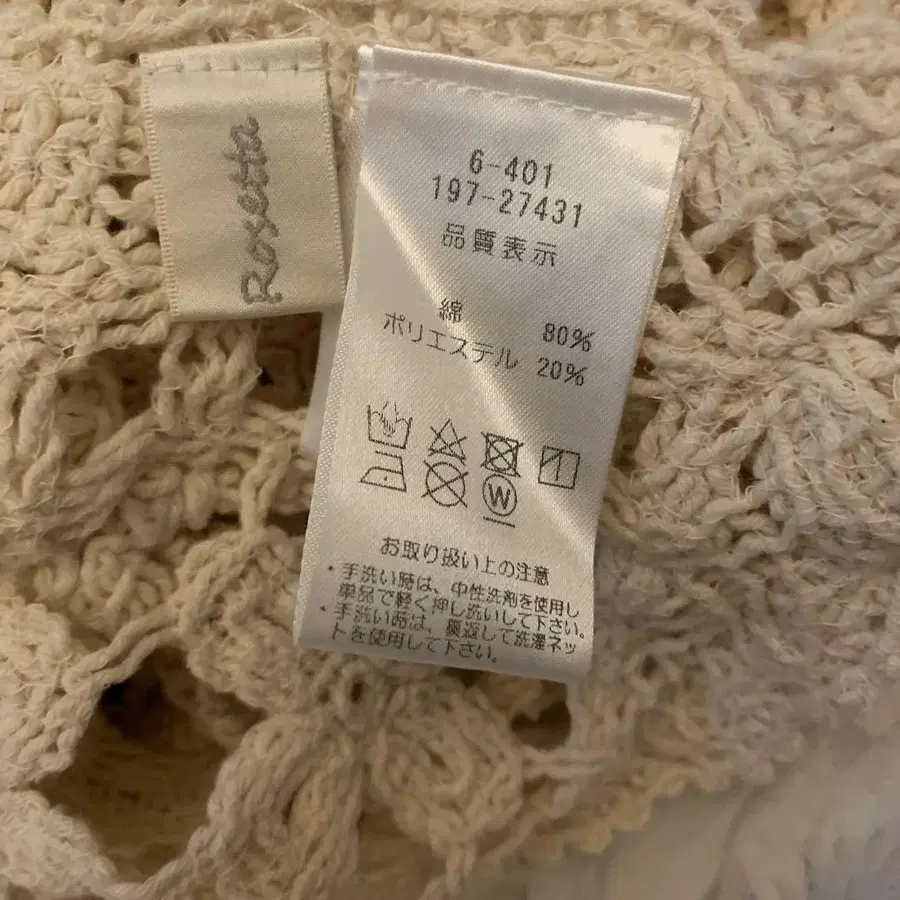 Rosetta
6-401
197-27431
品質表示
綿 80%
ポリエステル 20%
W
お取り扱い上の注意
・手洗い時は、中性洗剤を使用し
単品で軽く押し洗いして下さい。
・手洗い時は、裏返して洗濯ネッ
トを使用して下さい。